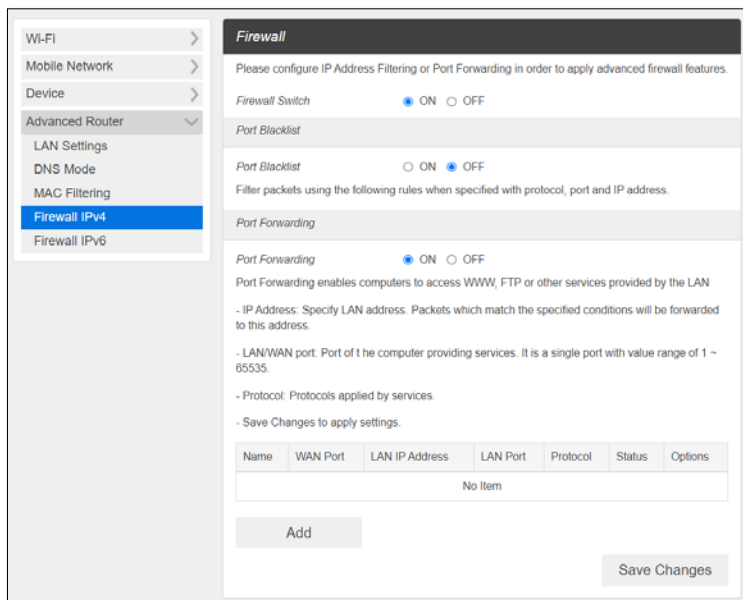 Wi-Fi
Mobile Network
Device
Advanced Router
LAN Settings
DNS Mode
MAC Filtering
Firewall IPv4
Firewall IPv6
Firewall
Please configure IP Address Filtering or Port Forwarding in order to apply advanced firewall features.
Firewall Switch ON OFF
Port Blacklist
Port Blacklist ON OFF
Filter packets using the following rules when specified with protocol, port and IP address.
Port Forwarding
Port Forwarding ON OFF
Port Forwarding enables computers to access WWW, FTP or other services provided by the LAN
- IP Address: Specify LAN address. Packets which match the specified conditions will be forwarded
to this address.
- LAN/WAN port: Port of t he computer providing services. It is a single port with value range of 1 ~
65535.
- Protocol: Protocols applied by services.
- Save Changes to apply settings.
Name WAN Port LAN IP Address LAN Port Protocol Status Options
No Item
Add
Save Changes